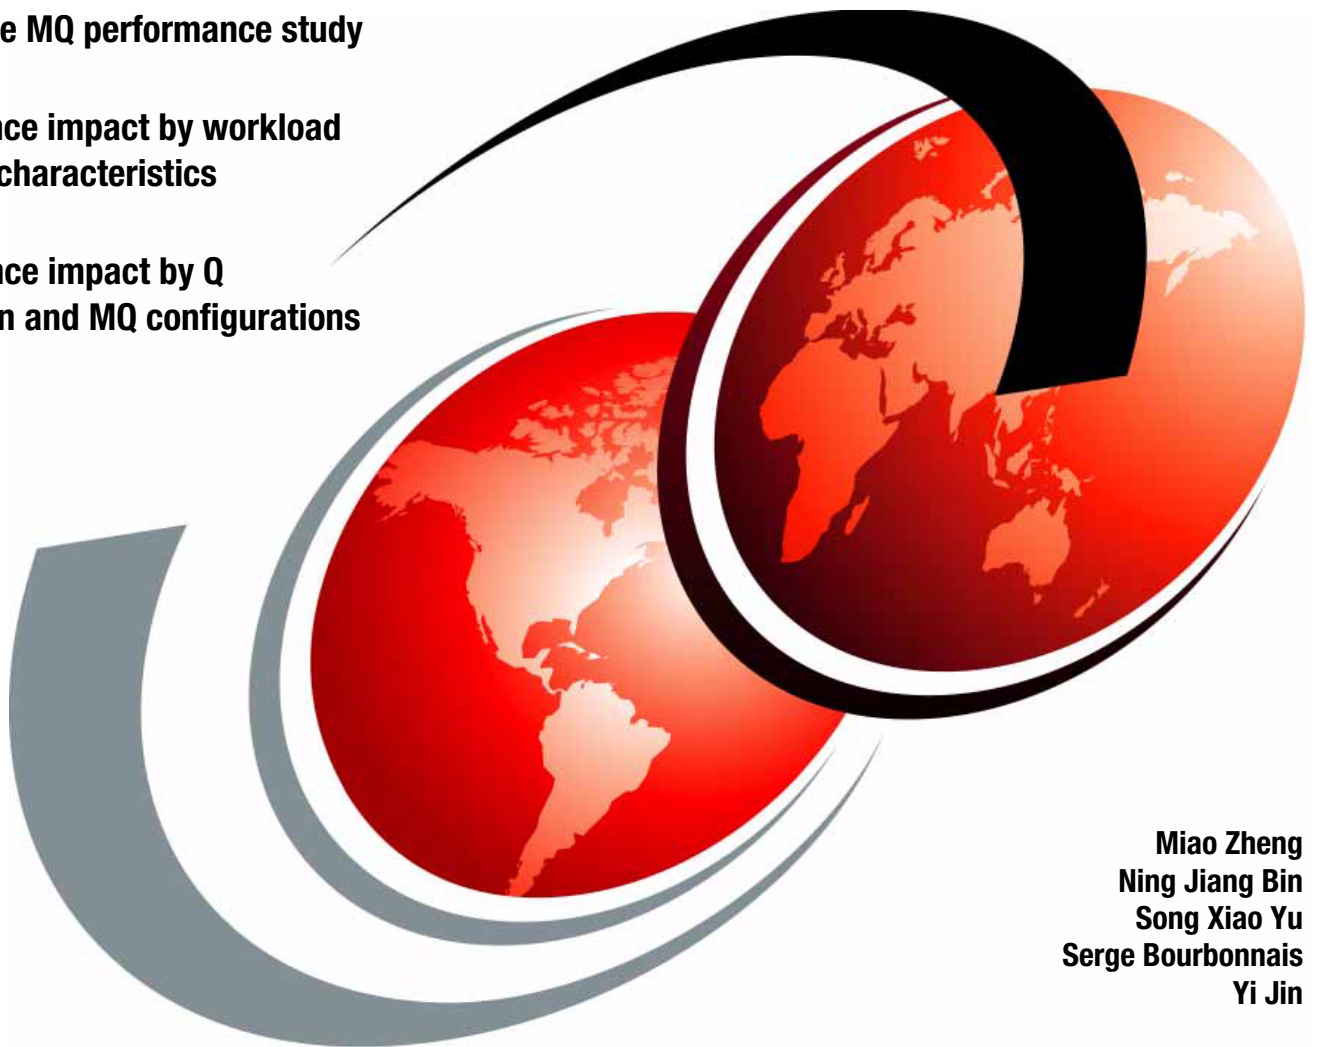 e MQ performance study
nce impact by workload
characteristics
nce impact by Q
n and MQ configurations
Miao Zheng
Ning Jiang Bin
Song Xiao Yu
Serge Bourbonnais
Yi Jin